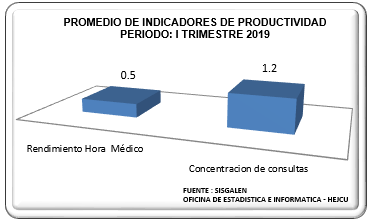 PROMEDIO DE INDICADORES DE PRODUCTIVIDAD
PERIODO: I TRIMESTRE 2019
0.5
1.2
Rendimiento Hora Médico
Concentracion de consultas
FUENTE : SISGALEN
OFICINA DE ESTADISTICA E INFORMATICA - HEJCU